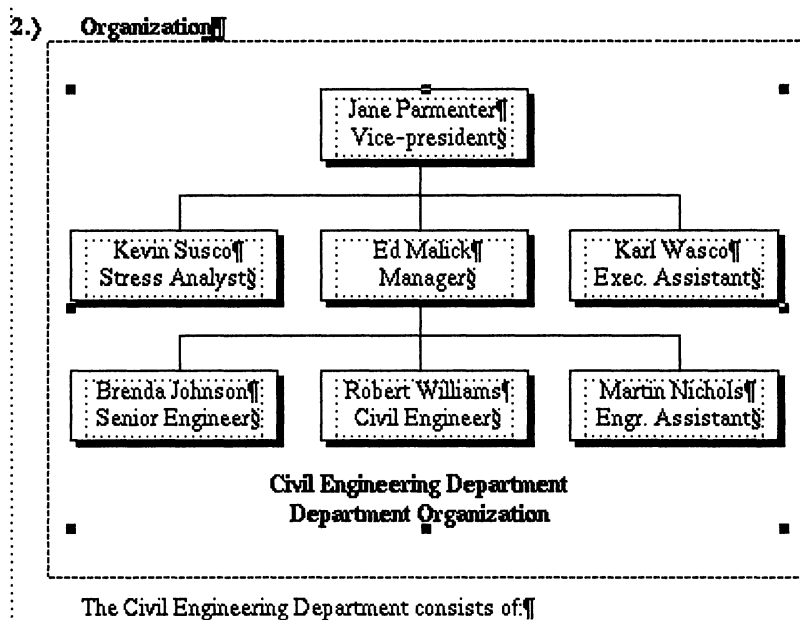 2.) Organization¶
Jane Parmenter¶
Vice-president§
Kevin Susco¶
Stress Analyst§
Ed Malick¶
Manager§
Karl Wasco¶
Exec. Assistant§
Brenda Johnson¶
Senior Engineer§
Robert Williams¶
Civil Engineer§
Martin Nichols¶
Engr. Assistant§
Civil Engineering Department
Department Organization
The Civil Engineering Department consists of:¶